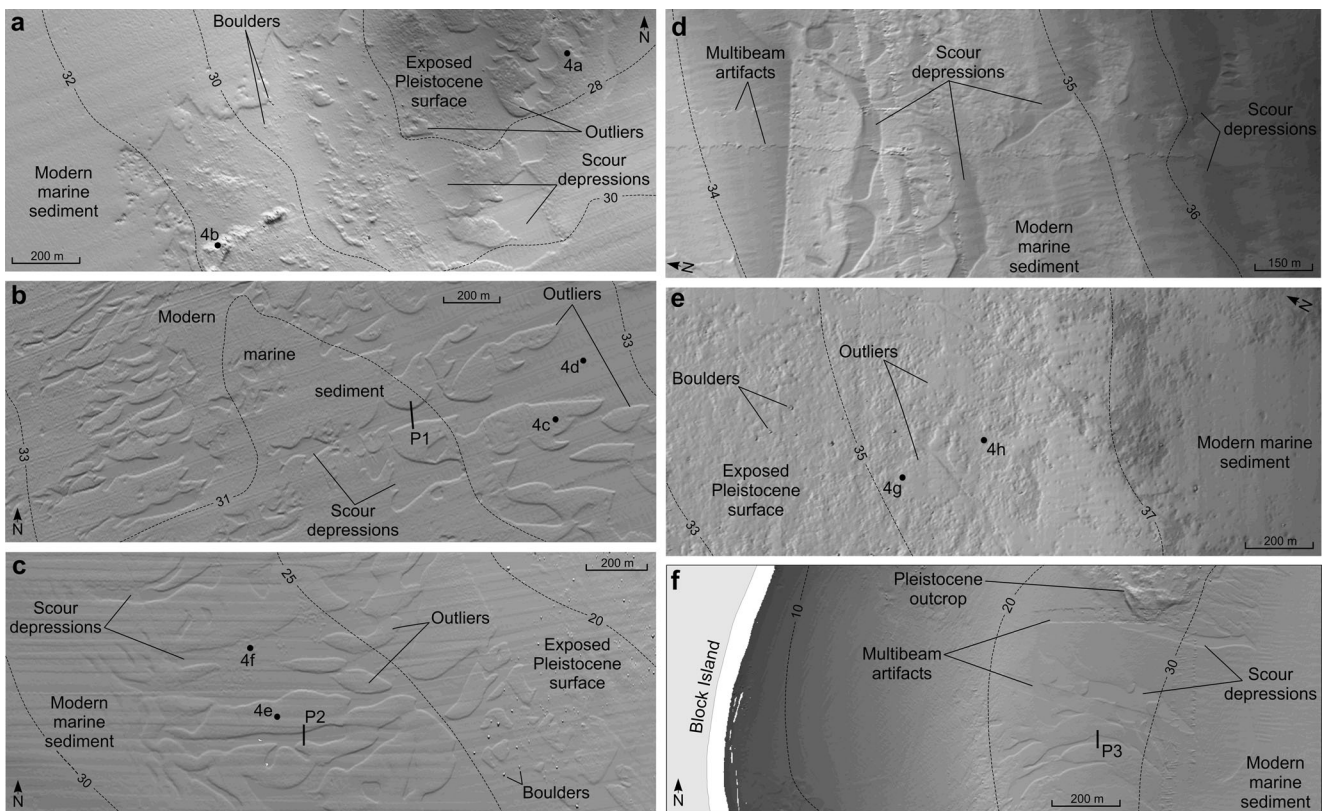 a
Boulders
N
32
30
Exposed
Pleistocene
surface
4a
28
Outliers
Scour
depressions
Modern
marine
sediment
4b
30
200 m
b
200 m
Outliers
Modern
marine
sediment
33
4d
4c
P1
33
31
Scour
depressions
N
c
200 m
25
20
Scour
depressions
Outliers
4f
Exposed
Pleistocene
surface
Modern
marine
sediment
4e
P2
30
Boulders
N
d
Multibeam
artifacts
Scour
depressions
35
Scour
depressions
34
36
Modern
marine
sediment
N
150 m
e
N
Outliers
Boulders
4h
35
Modern marine
sediment
Exposed
Pleistocene
surface
4g
33
37
200 m
f
Pleistocene
outcrop
10
20
30
Multibeam
artifacts
Scour
depressions
Block Island
P3
N
200 m
Modern
marine
sediment